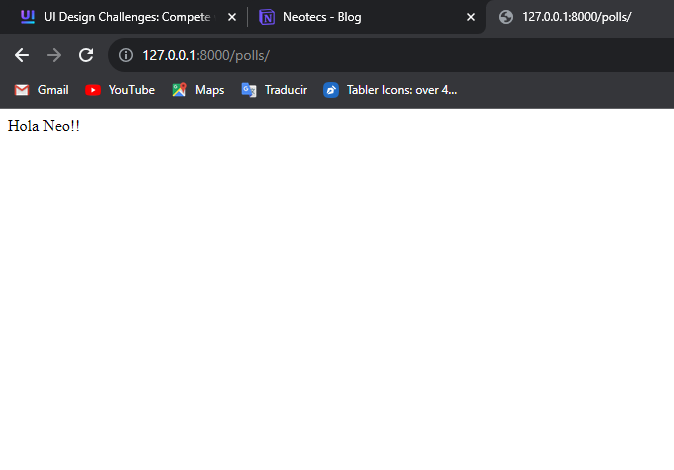 UI Design Challenges: Compete
Neotecs - Blog
127.0.0.1:8000/polls/
127.0.0.1:8000/polls/
Gmail
YouTube
Maps
Traducir
Tabler Icons: over 4...
Hola Neo!!